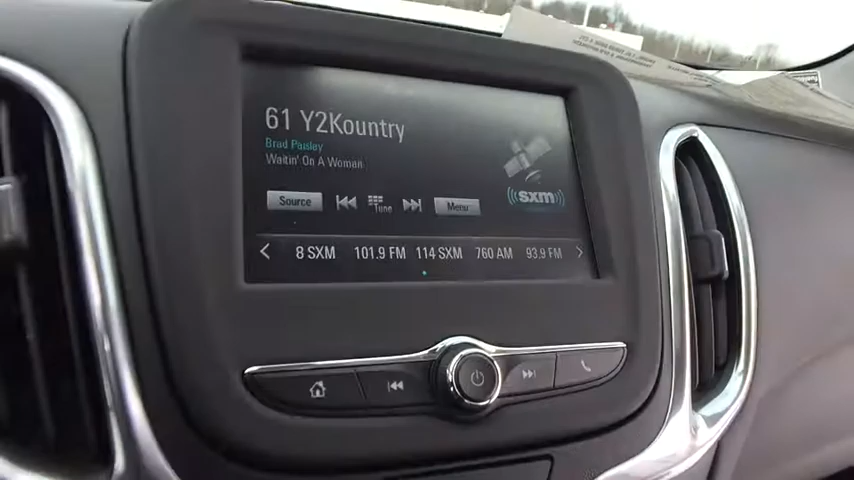 61 Y2Kountry
Brad Paisley
Waitin' On A Woman
Source
Tune
Menu
sxm
8 SXM 101.9 FM 114 SXM 760 AM 93.9 FM